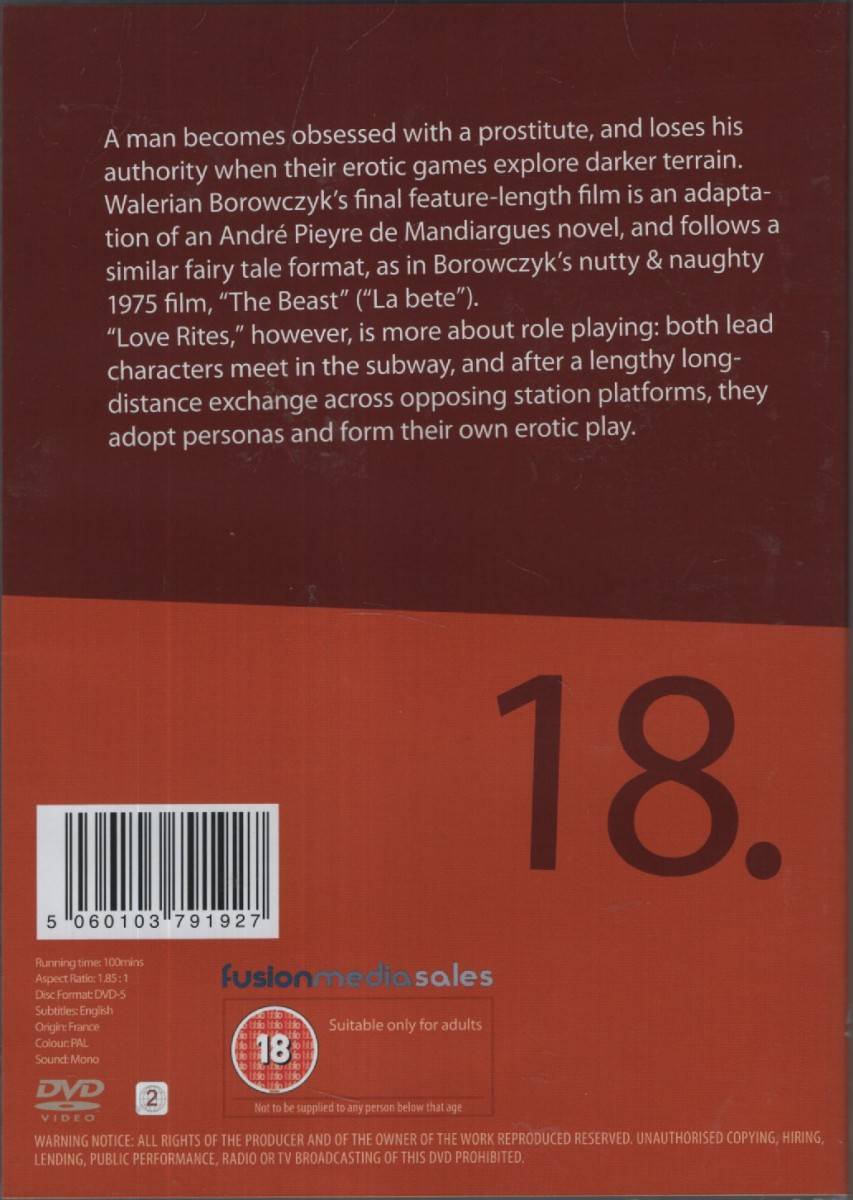 A man becomes obsessed with a prostitute, and loses his
authority when their erotic games explore darker terrain.
Walerian Borowczyk's final feature-length film is an adapta-
tion of an André Pieyre de Mandiargues novel, and follows a
similar fairy tale format, as in Borowczyk's nutty & naughty
1975 film, "The Beast" ("La bete").
"Love Rites," however, is more about role playing: both lead
characters meet in the subway, and after a lengthy long-
distance exchange across opposing station platforms, they
adopt personas and form their own erotic play.
18.
5 060103 791927
Running time: 100mins
Aspect Ratio: 1.85 : 1
Disc Format: DVD-5
Subtitles: English
Origin: France
Colour: PAL
Sound: Mono
DVD
VIDEO
2
fusionmediasales
18
Suitable only for adults
Not to be supplied to any person below that age
WARNING NOTICE: ALL RIGHTS OF THE PRODUCER AND OF THE OWNER OF THE WORK REPRODUCED RESERVED. UNAUTHORISED COPYING, HIRING,
LENDING, PUBLIC PERFORMANCE, RADIO OR TV BROADCASTING OF THIS DVD PROHIBITED.